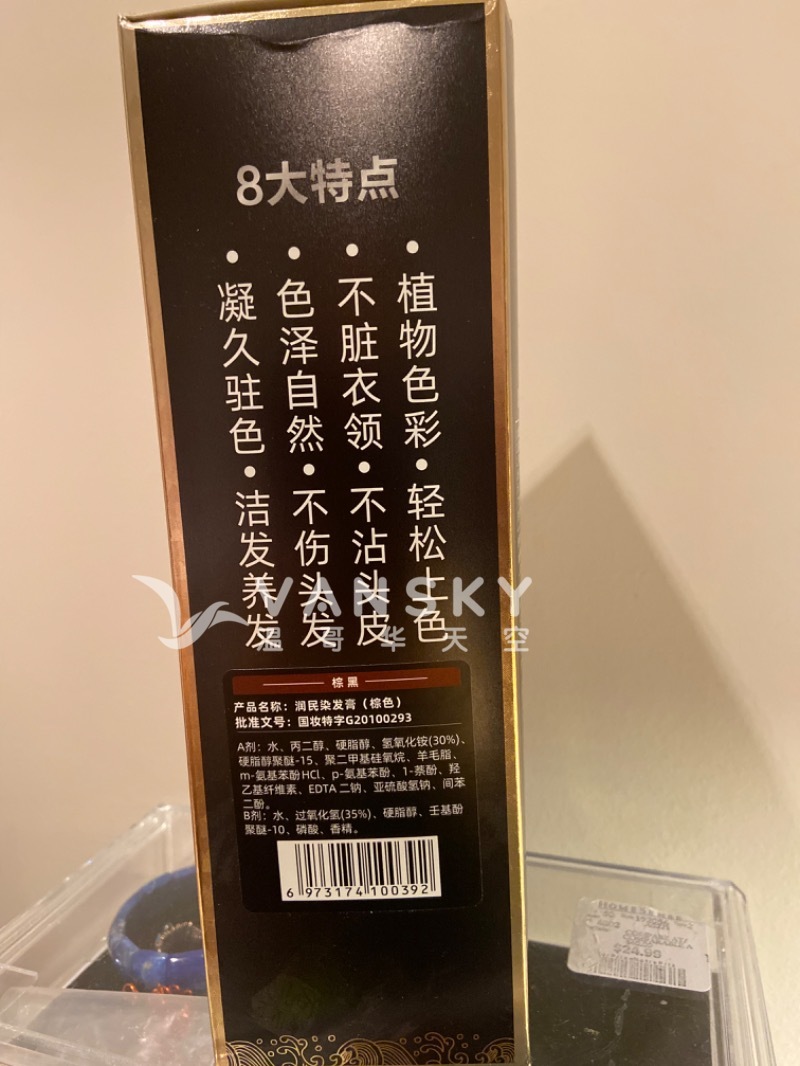 8大特点
• 植物色彩
• 轻松上色
• 不脏衣领
• 不沾头皮
• 色泽自然
• 不伤头发
• 凝久驻色
• 洁发养发
VANSKY
温哥华天空
棕黑
产品名称：润民染发膏（棕色）
批准文号：国妆特字G20100293
A剂：水、丙二醇、硬脂醇、氢氧化铵(30%)、
硬脂醇聚醚-15、聚二甲基硅氧烷、羊毛脂、
m-氨基苯酚HCl、p-氨基苯酚、1-萘酚、羟
乙基纤维素、EDTA 二钠、亚硫酸氢钠、间苯
二酚。
B剂：水、过氧化氢(35%)、硬脂醇、壬基酚
聚醚-10、磷酸、香精。
6 973174 100392
HOMESENSE
$24.99